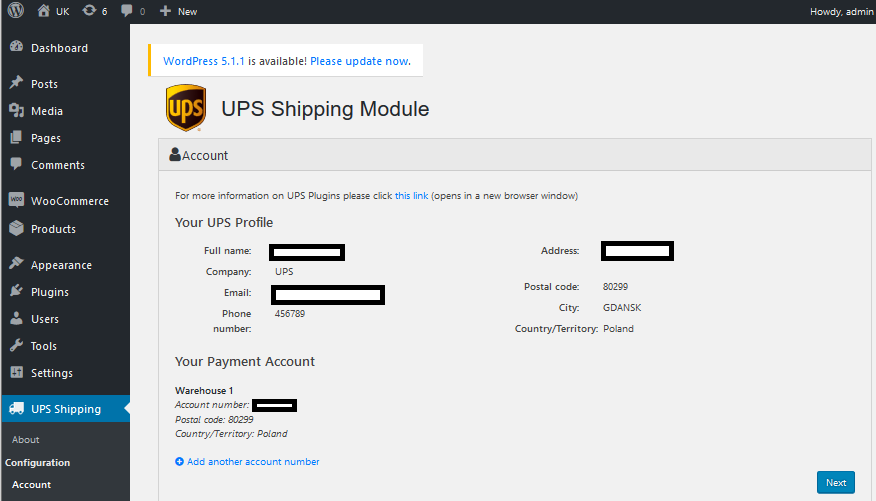 UK 6 0 New Howdy, admin
Dashboard
Posts
Media
Pages
Comments
WOO WooCommerce
Products
Appearance
Plugins
Users
Tools
Settings
UPS Shipping
About
Configuration
Account
WordPress 5.1.1 is available! Please update now.
ups UPS Shipping Module
Account
For more information on UPS Plugins please click this link (opens in a new browser window)
Your UPS Profile
Full name:
Company: UPS
Email:
Phone number: 456789
Address:
Postal code: 80299
City: GDANSK
Country/Territory: Poland
Your Payment Account
Warehouse 1
Account number:
Postal code: 80299
Country/Territory: Poland
Add another account number
Next